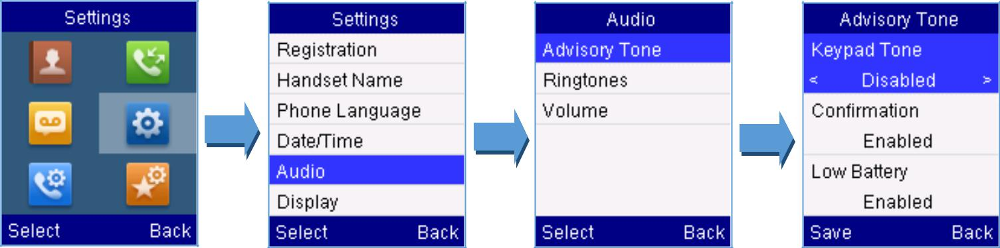 Settings
Select Back
Settings
Registration
Handset Name
Phone Language
Date/Time
Audio
Display
Select Back
Audio
Advisory Tone
Ringtones
Volume
Select Back
Advisory Tone
Keypad Tone
< Disabled >
Confirmation
Enabled
Low Battery
Enabled
Save Back